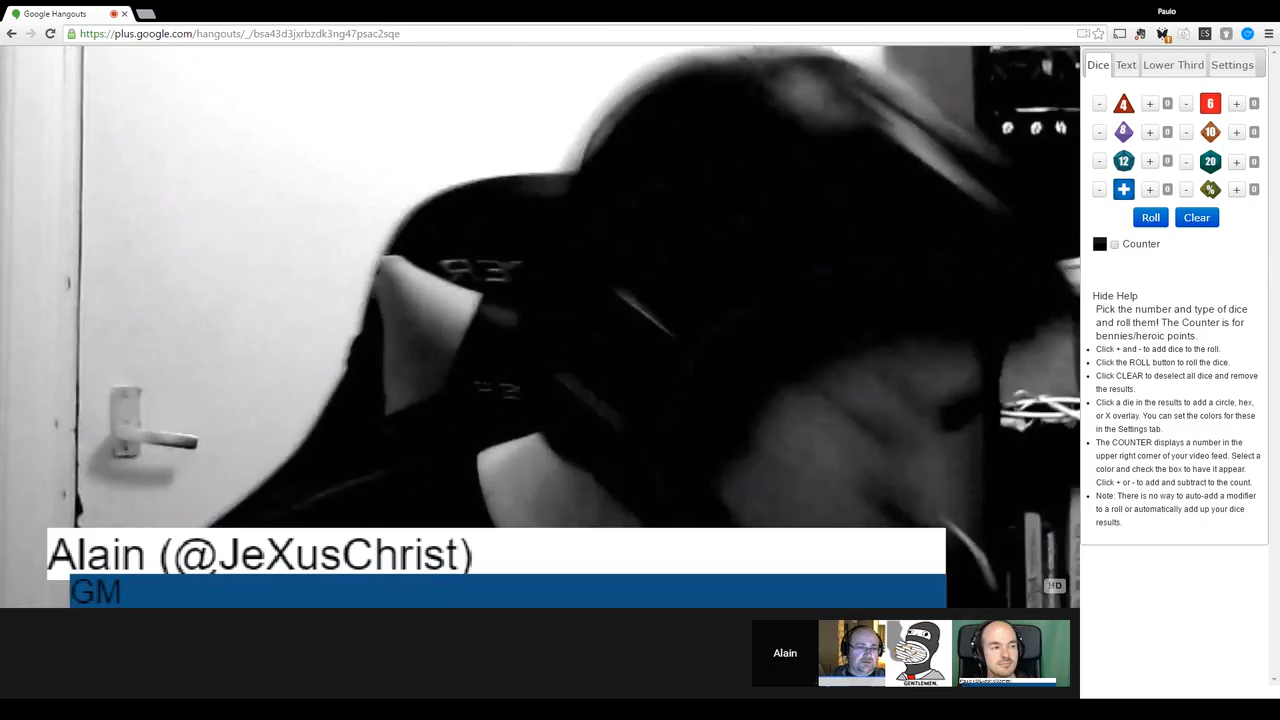 Google Hangouts
Paulo
https://plus.google.com/hangouts/_/bsa43d3jxrbzdk3ng47psac2sqe
ES
Dice Text Lower Third Settings
- 4 + 0 - 6 + 0
- 8 + 0 - 10 + 0
- 12 + 0 - 20 + 0
- + + 0 - % + 0
Roll Clear
Counter
Hide Help
Pick the number and type of dice
and roll them! The Counter is for
bennies/heroic points.
Click + and - to add dice to the roll.
Click the ROLL button to roll the dice.
Click CLEAR to deselect all dice and remove
the results.
Click a die in the results to add a circle, hex,
or X overlay. You can set the colors for these
in the Settings tab.
The COUNTER displays a number in the
upper right corner of your video feed. Select a
color and check the box to have it appear.
Click + or - to add and subtract to the count.
Note: There is no way to auto-add a modifier
to a roll or automatically add up your dice
results.
Alain (@JeXusChrist)
GM
HD
Alain
GENTLEMEN.